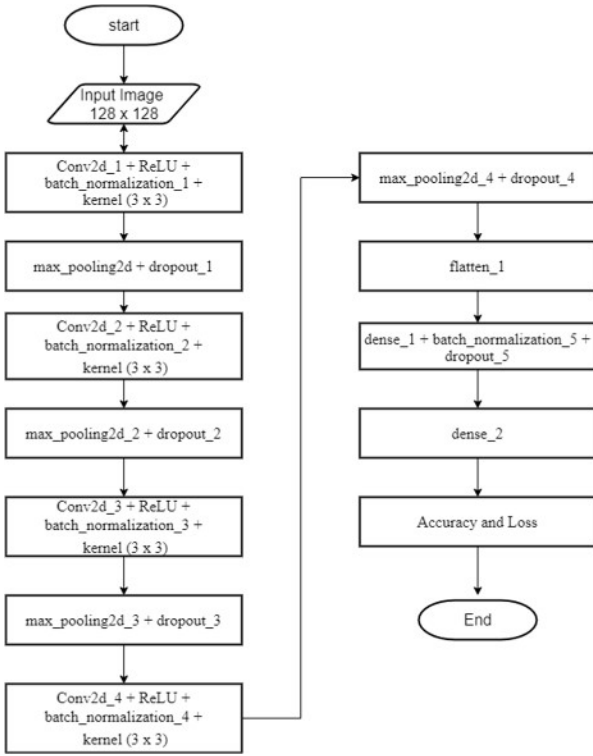 start
Input Image
128 x 128
Conv2d_1 + ReLU +
batch_normalization_1 +
kernel (3 x 3)
max_pooling2d + dropout_1
Conv2d_2 + ReLU +
batch_normalization_2 +
kernel (3 x 3)
max_pooling2d_2 + dropout_2
Conv2d_3 + ReLU +
batch_normalization_3 +
kernel (3 x 3)
max_pooling2d_3 + dropout_3
Conv2d_4 + ReLU +
batch_normalization_4 +
kernel (3 x 3)
max_pooling2d_4 + dropout_4
flatten_1
dense_1 + batch_normalization_5 +
dropout_5
dense_2
Accuracy and Loss
End